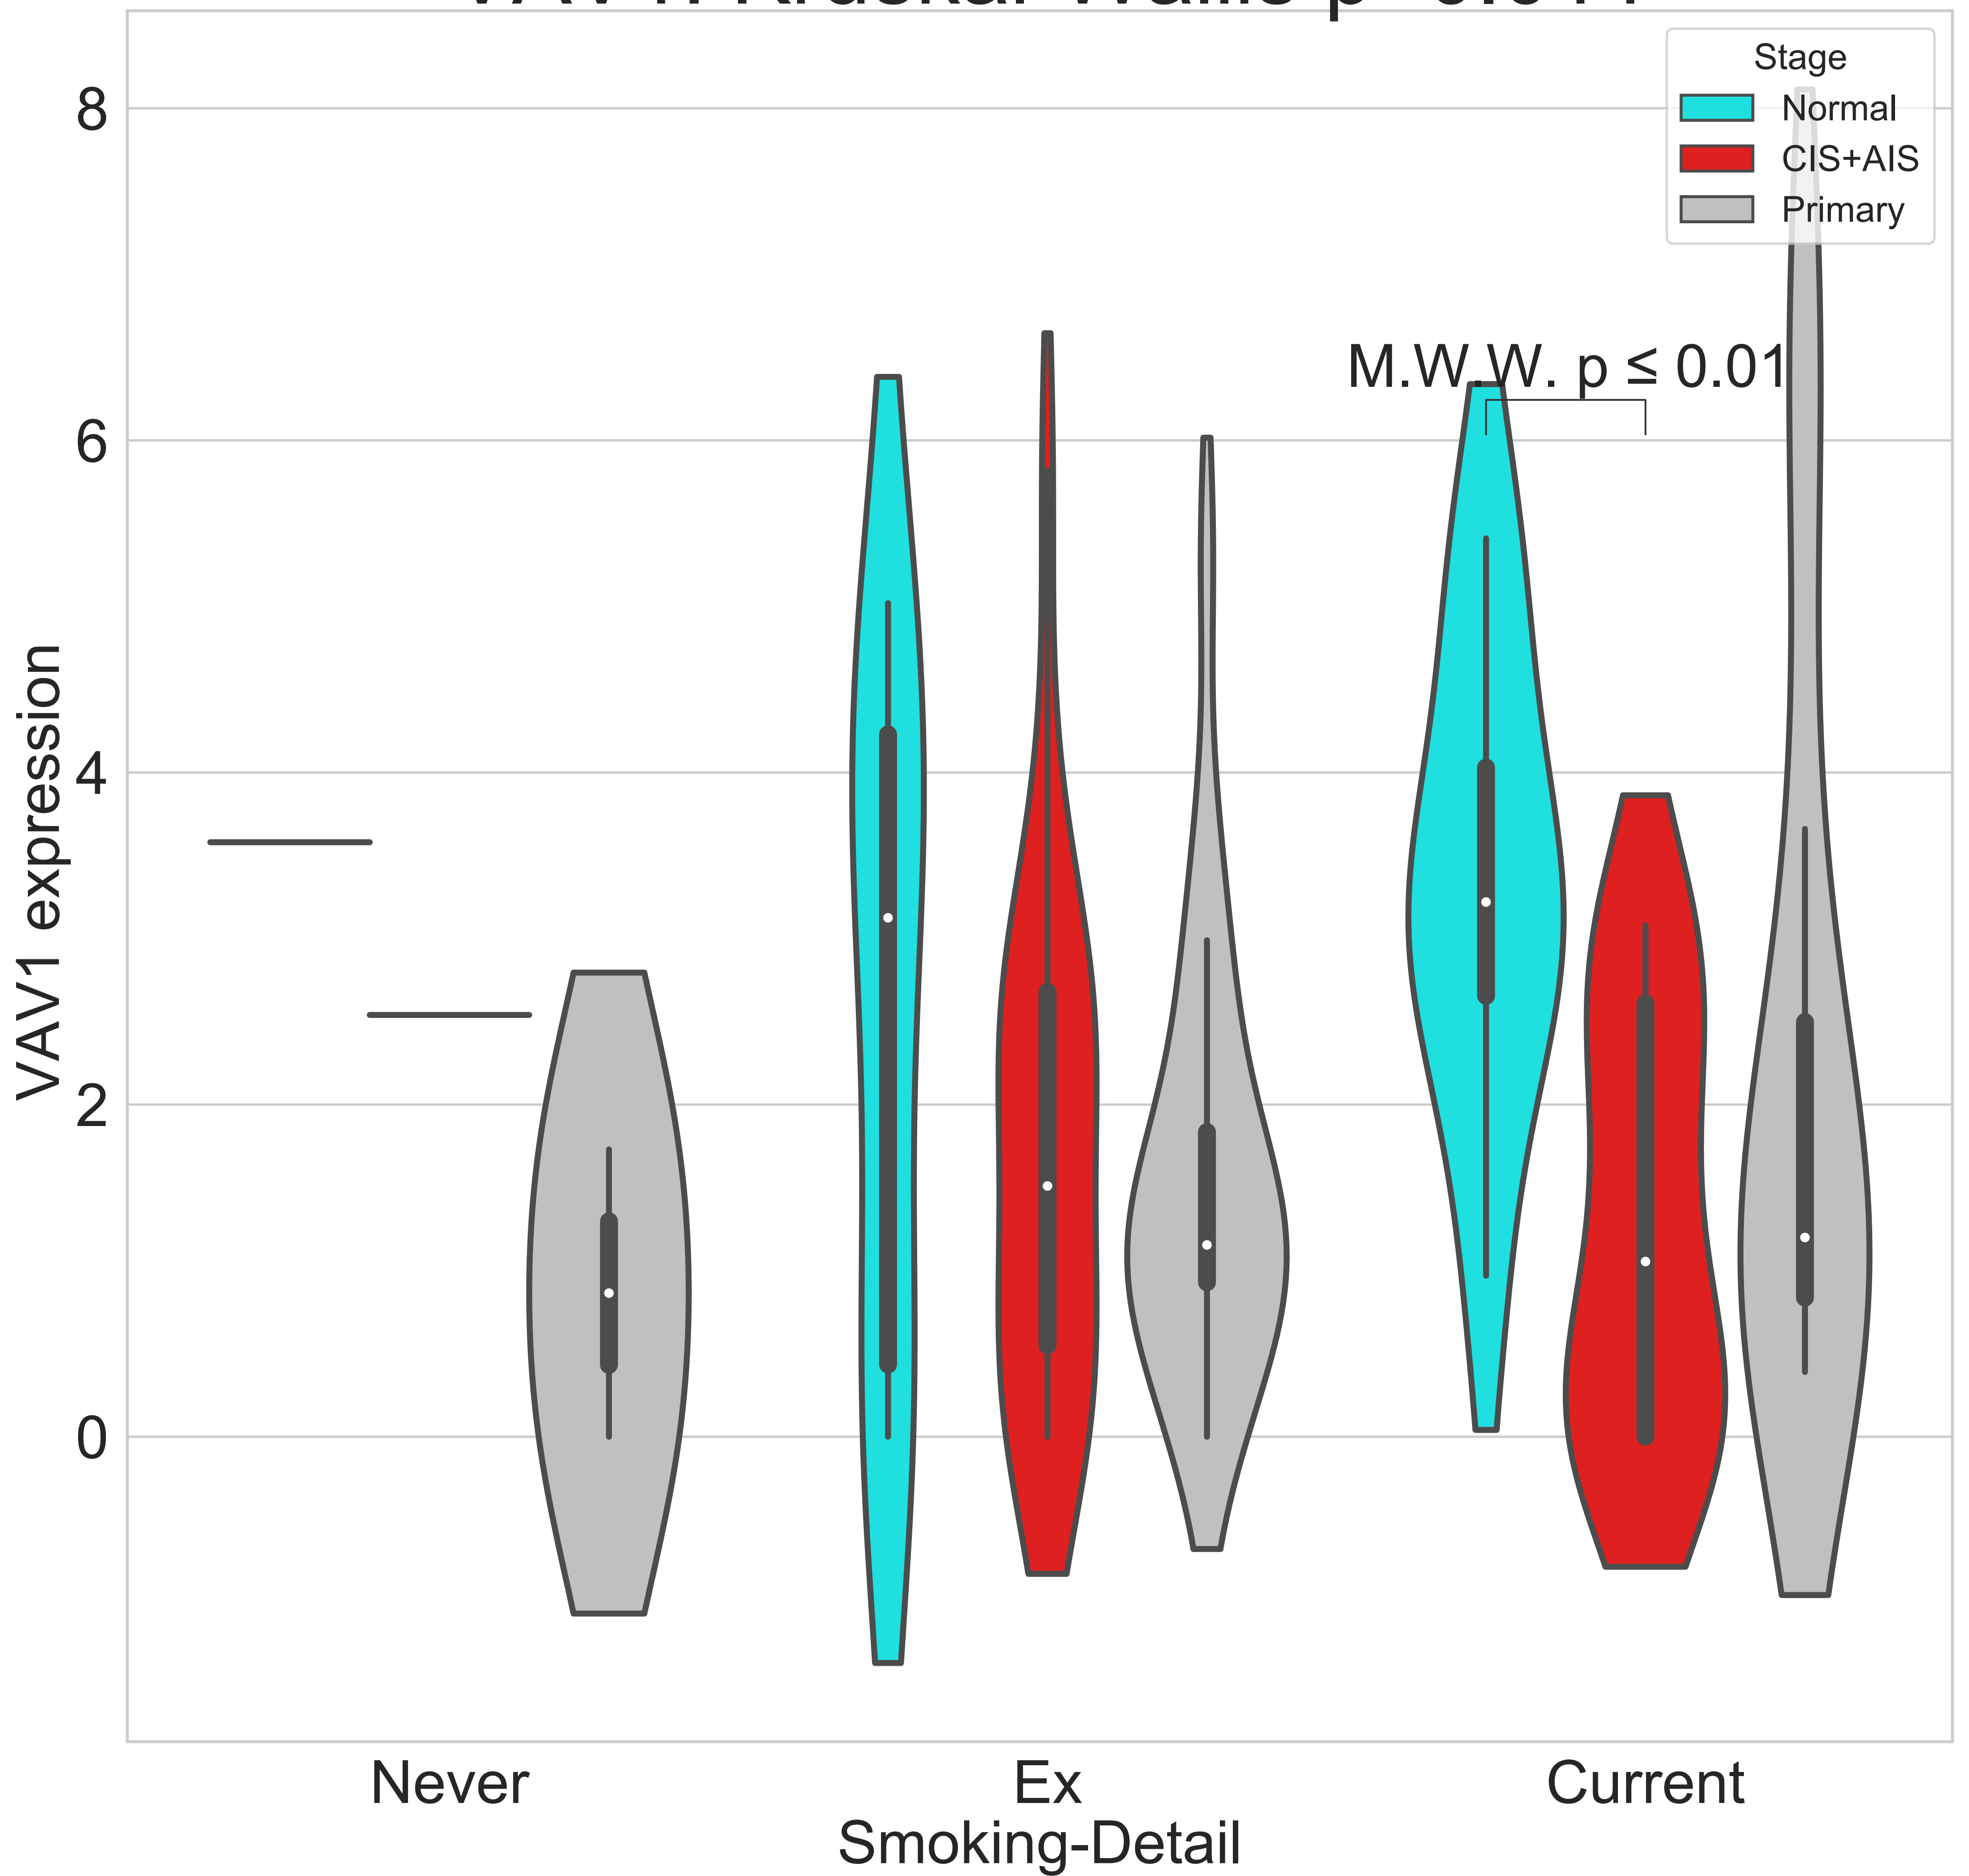 Stage
Normal
CIS+AIS
Primary
M.W.W. p ≤ 0.01
8
6
4
2
0
VAV1 expression
Never
Ex
Current
Smoking-Detail